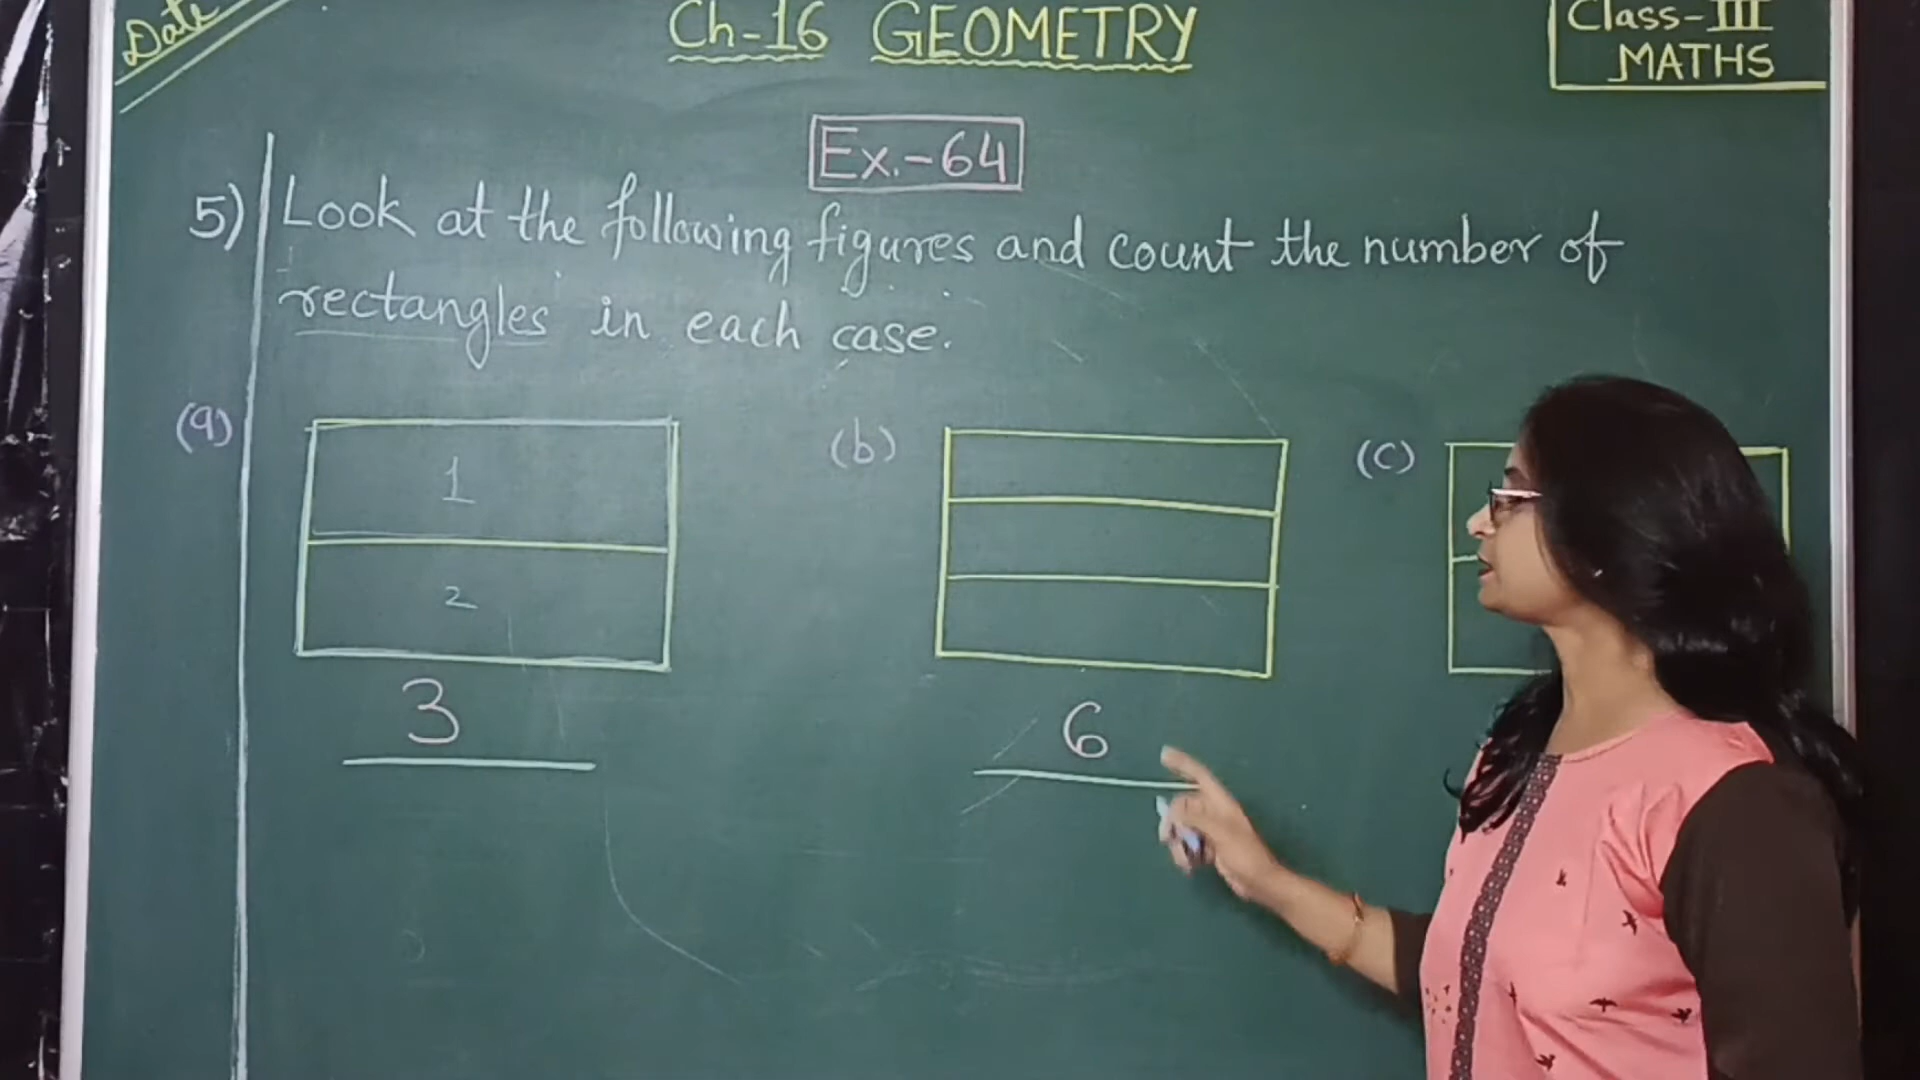 Date
Ch-16 GEOMETRY
Class-III
MATHS
Ex.-64
5) Look at the following figures and count the number of
rectangles in each case.
(a)
1
2
3
(b)
6
(c)